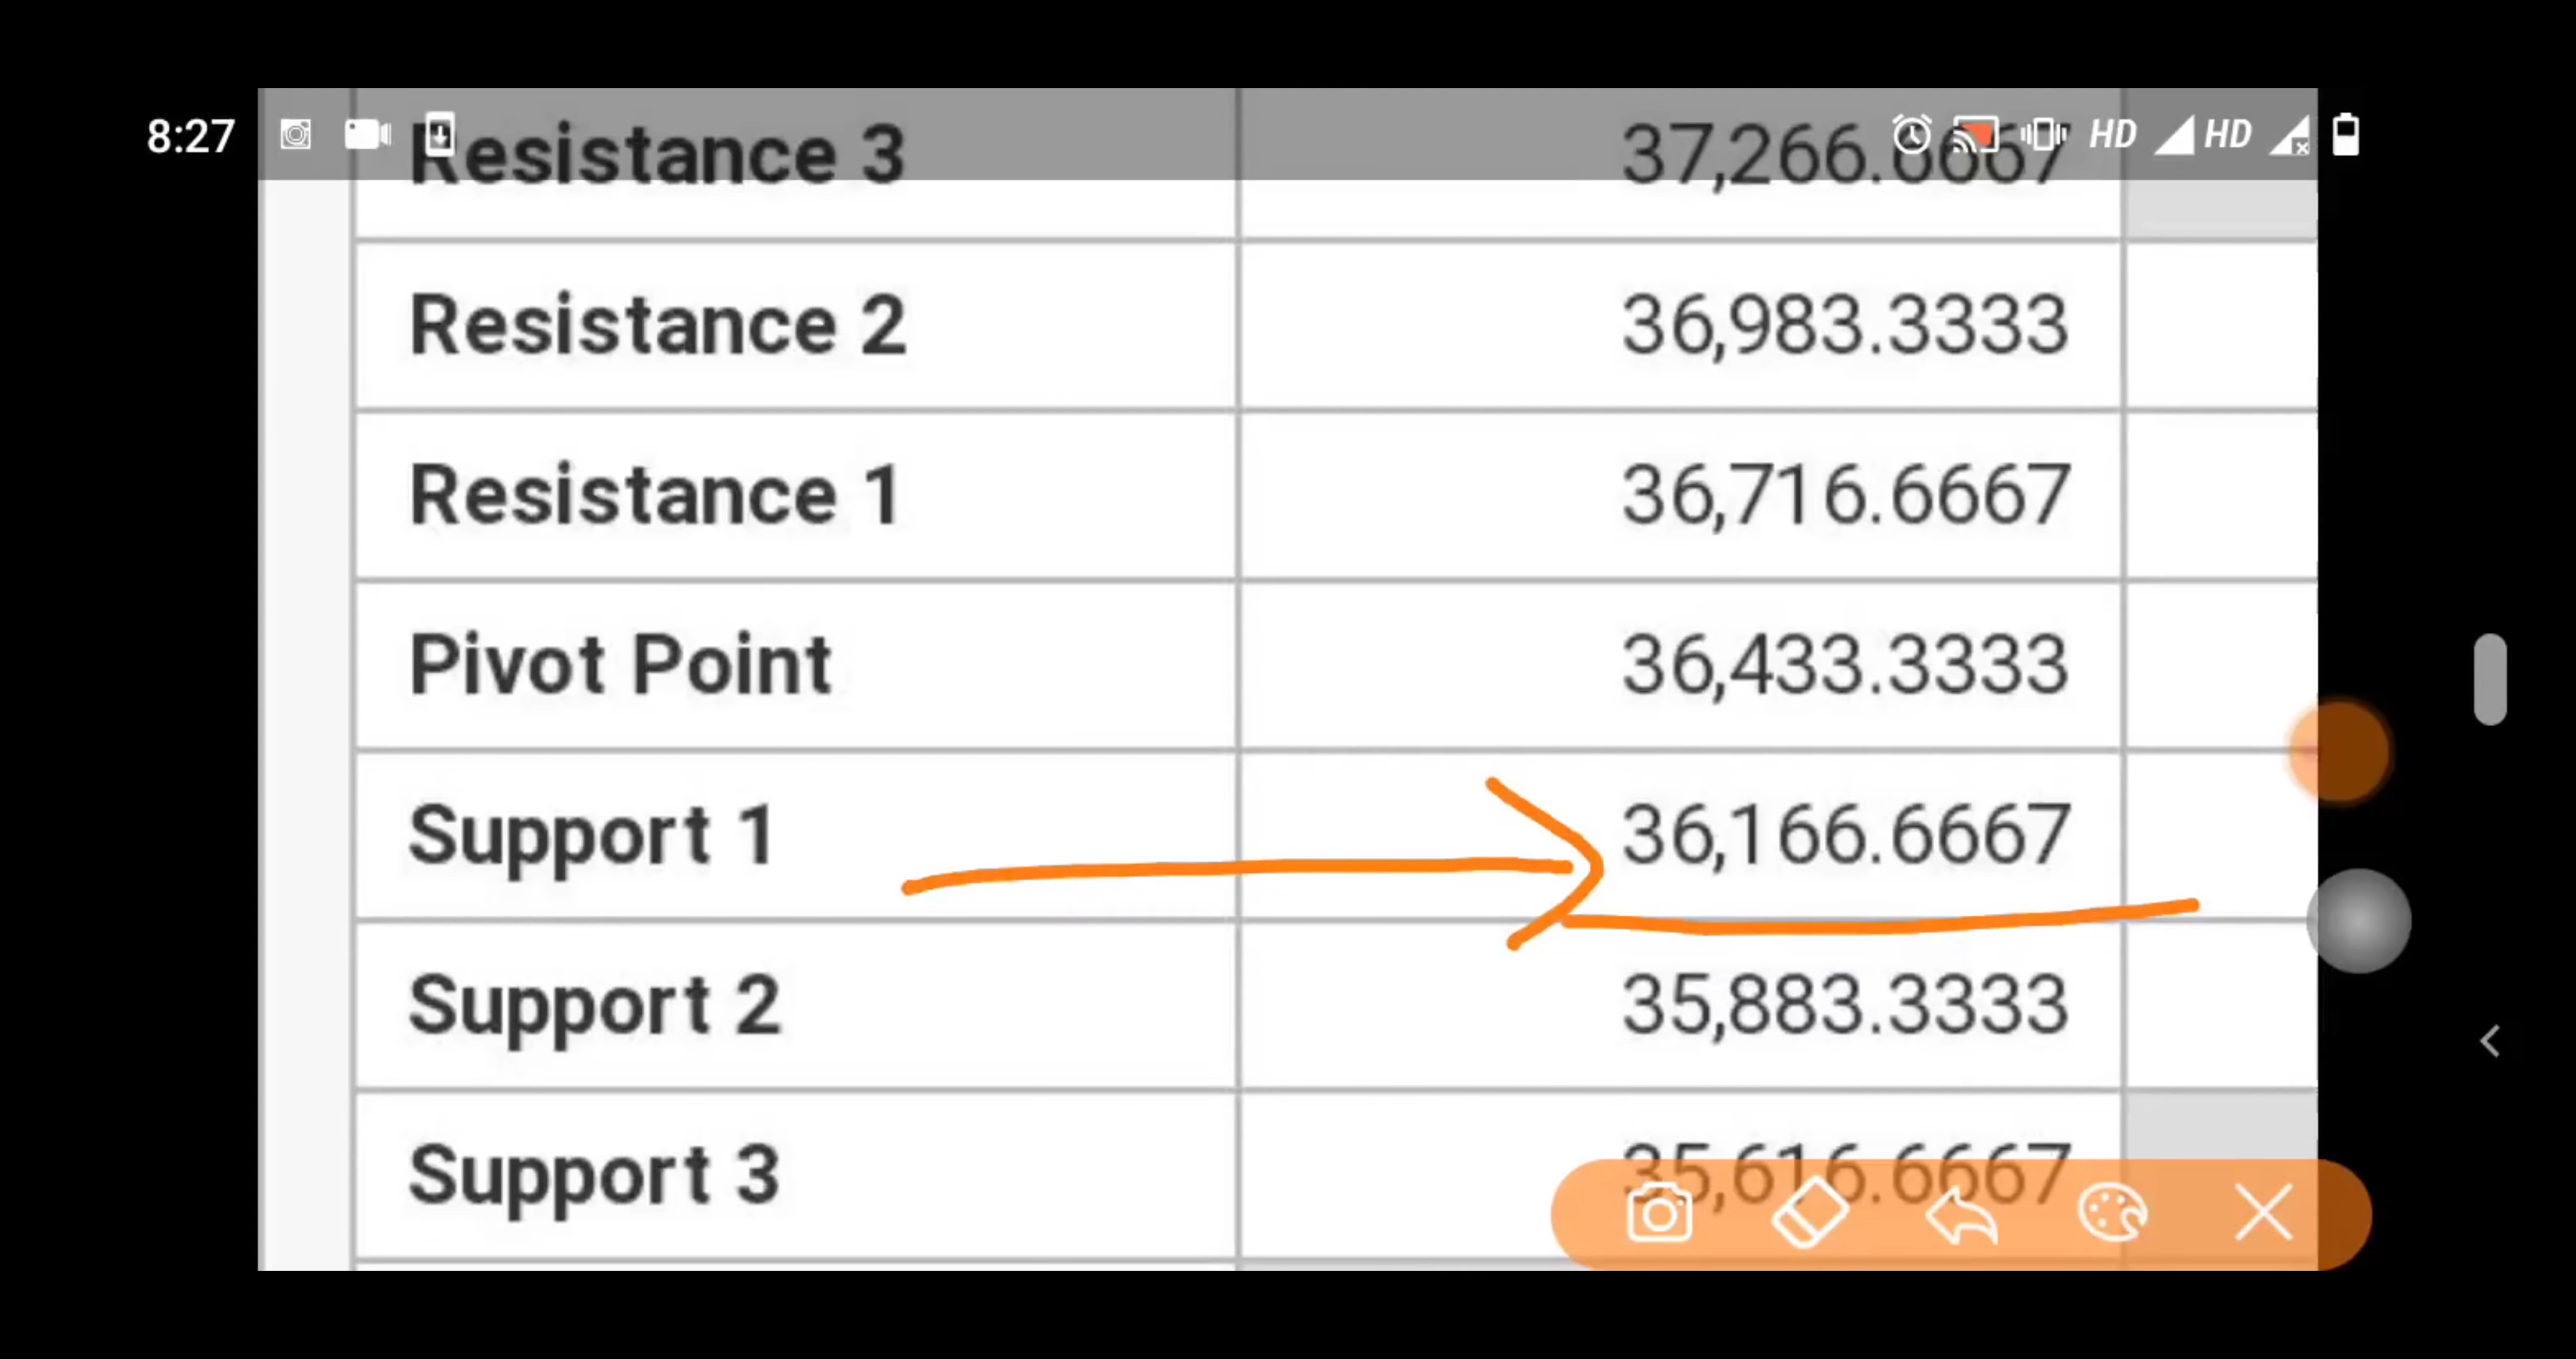 8:27 HD HD
Resistance 3 37,266.6667
Resistance 2 36,983.3333
Resistance 1 36,716.6667
Pivot Point 36,433.3333
Support 1 36,166.6667
Support 2 35,883.3333
Support 3 35,616.6667